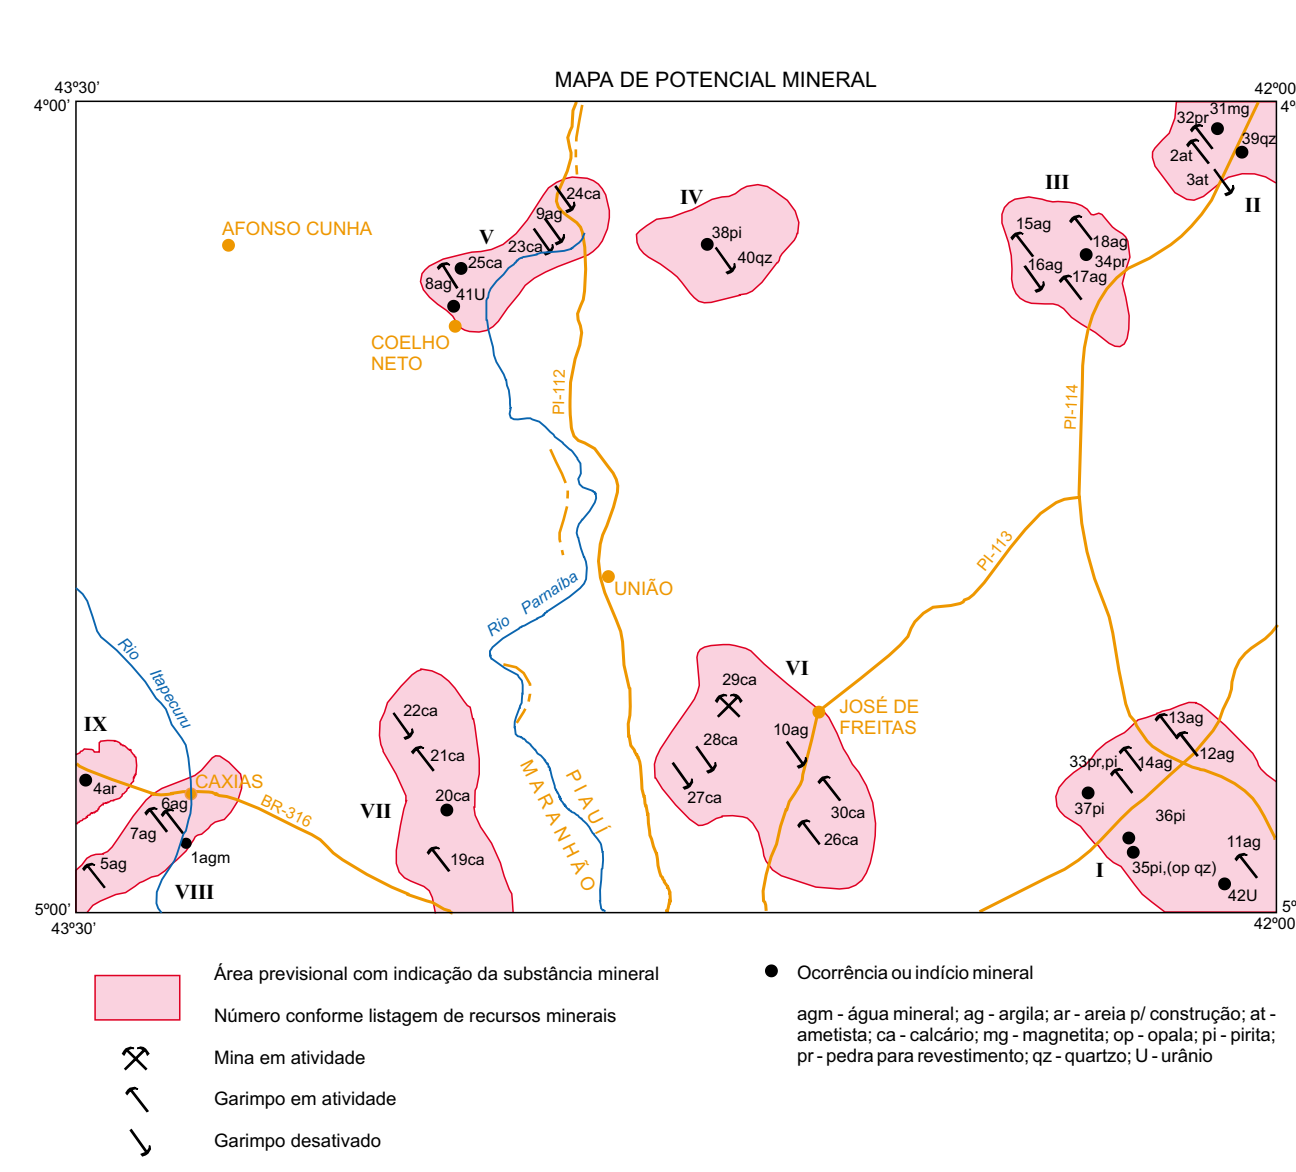 MAPA DE POTENCIAL MINERAL
43º30'
42º00
4º00'
4º
31mg
32pr
39qz
2at
3at
II
III
15ag
18ag
34pr
16ag
17ag
IV
38pi
40qz
24ca
9ag
23ca
V
25ca
8ag
41U
AFONSO CUNHA
COELHO
NETO
PI-112
PI-114
PI-113
UNIÃO
Rio Parnaíba
Rio Itapecuru
VI
29ca
JOSÉ DE
FREITAS
10ag
28ca
27ca
30ca
26ca
22ca
21ca
20ca
VII
19ca
PIAUÍ
MARANHÃO
IX
4ar
CAXIAS
BR-316
6ag
7ag
1agm
5ag
VIII
13ag
12ag
33pr,pi
14ag
37pi
36pi
35pi,(op qz)
11ag
I
42U
5º00'
5º
43º30'
42º00
Área previsional com indicação da substância mineral
Número conforme listagem de recursos minerais
Mina em atividade
Garimpo em atividade
Garimpo desativado
Ocorrência ou indício mineral
agm - água mineral; ag - argila; ar - areia p/ construção; at -
ametista; ca - calcário; mg - magnetita; op - opala; pi - pirita;
pr - pedra para revestimento; qz - quartzo; U - urânio